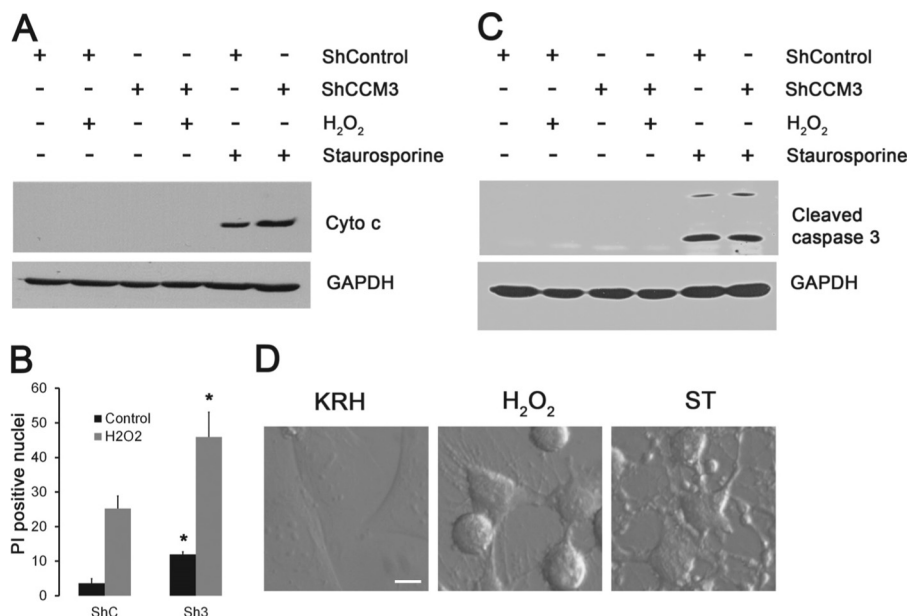 A
+ + - - + - ShControl
- - + + - + ShCCM3
- + - + - - H₂O₂
- - - - + + Staurosporine
Cyto c
GAPDH
C
+ + - - + - ShControl
- - + + - + ShCCM3
- + - + - - H₂O₂
- - - - + + Staurosporine
Cleaved
caspase 3
GAPDH
B
PI positive nuclei
60
50
40
30
20
10
0
Control
H2O2
*
*
ShC Sh3
D
KRH H₂O₂ ST